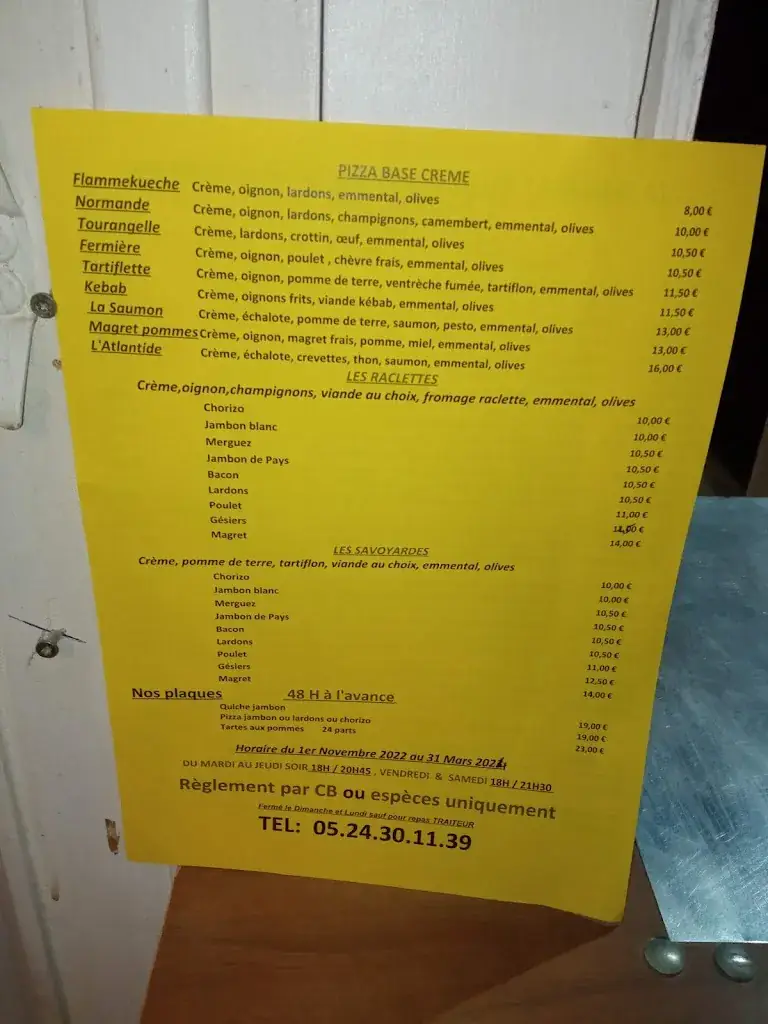 PIZZA BASE CREME
Flammekueche Crème, oignon, lardons, emmental, olives 8,00 €
Normande Crème, oignon, lardons, champignons, camembert, emmental, olives 10,00 €
Tourangelle Crème, lardons, crottin, œuf, emmental, olives 10,50 €
Fermière Crème, oignon, poulet , chèvre frais, emmental, olives 10,50 €
Tartiflette Crème, oignon, pomme de terre, ventrèche fumée, tartiflon, emmental, olives 11,50 €
Kebab Crème, oignons frits, viande kébab, emmental, olives 11,50 €
La Saumon Crème, échalote, pomme de terre, saumon, pesto, emmental, olives 13,00 €
Magret pommes Crème, oignon, magret frais, pomme, miel, emmental, olives 13,00 €
L'Atlantide Crème, échalote, crevettes, thon, saumon, emmental, olives 16,00 €
LES RACLETTES
Crème,oignon,champignons, viande au choix, fromage raclette, emmental, olives
Chorizo 10,00 €
Jambon blanc 10,00 €
Merguez 10,50 €
Jambon de Pays 10,50 €
Bacon 10,50 €
Lardons 10,50 €
Poulet 11,00 €
Gésiers
Magret 14,00 €
LES SAVOYARDES
Crème, pomme de terre, tartiflon, viande au choix, emmental, olives
Chorizo 10,00 €
Jambon blanc 10,00 €
Merguez 10,50 €
Jambon de Pays 10,50 €
Bacon 10,50 €
Lardons 10,50 €
Poulet 11,00 €
Gésiers 12,50 €
Magret 14,00 €
Nos plaques 48 H à l'avance
Quiche jambon 19,00 €
Pizza jambon ou lardons ou chorizo 19,00 €
Tartes aux pommes 24 parts 23,00 €
Horaire du 1er Novembre 2022 au 31 Mars 2024
DU MARDI AU JEUDI SOIR 18H / 20H45 , VENDREDI & SAMEDI 18H / 21H30
Règlement par CB ou espèces uniquement
Fermé le Dimanche et Lundi sauf pour repas TRAITEUR
TEL: 05.24.30.11.39